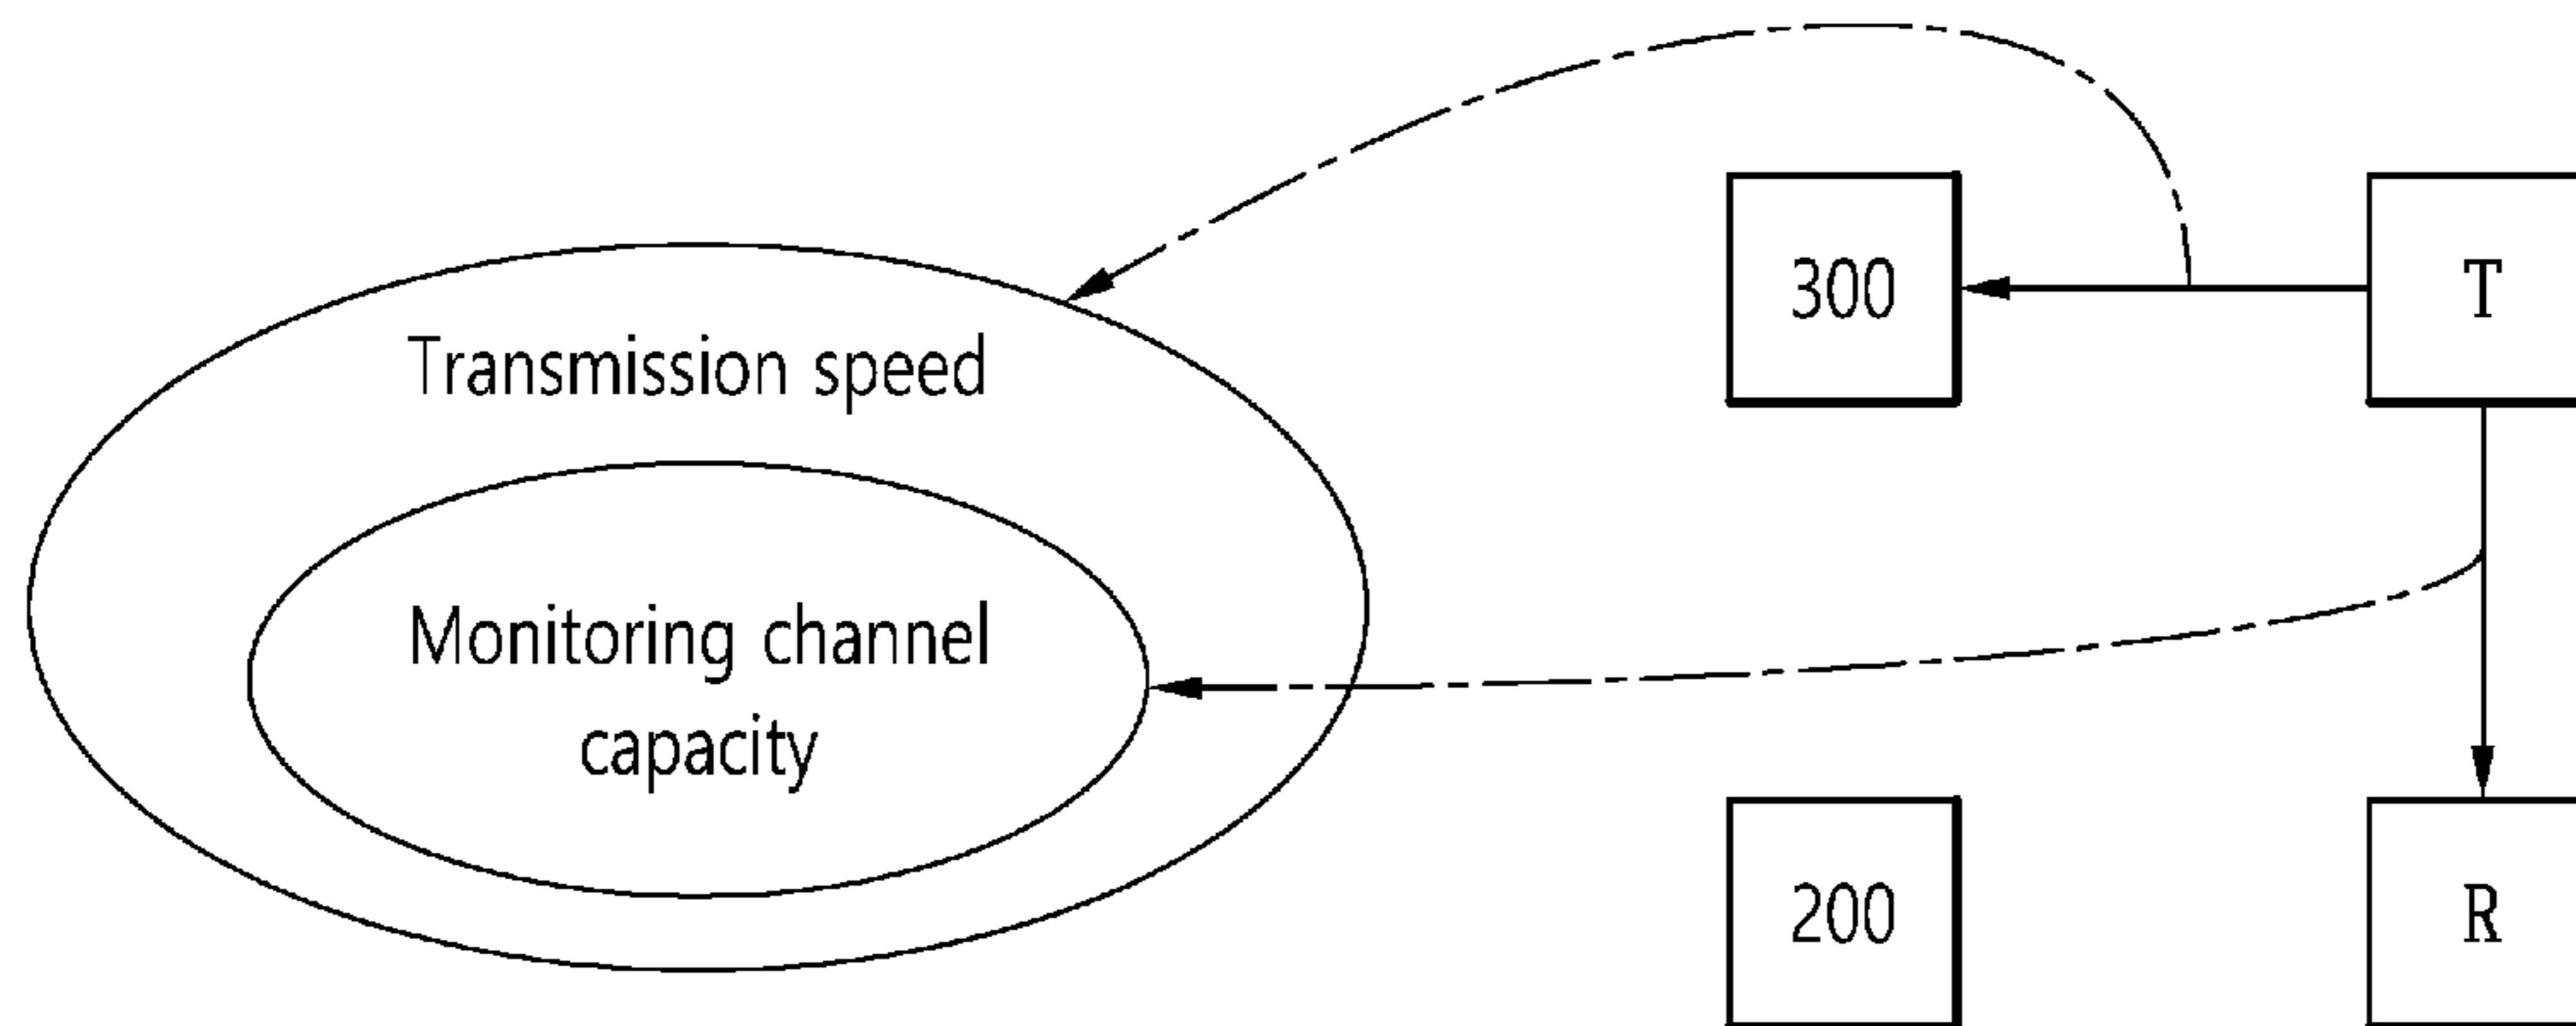 300
T
Transmission speed
Monitoring channel
capacity
200
R